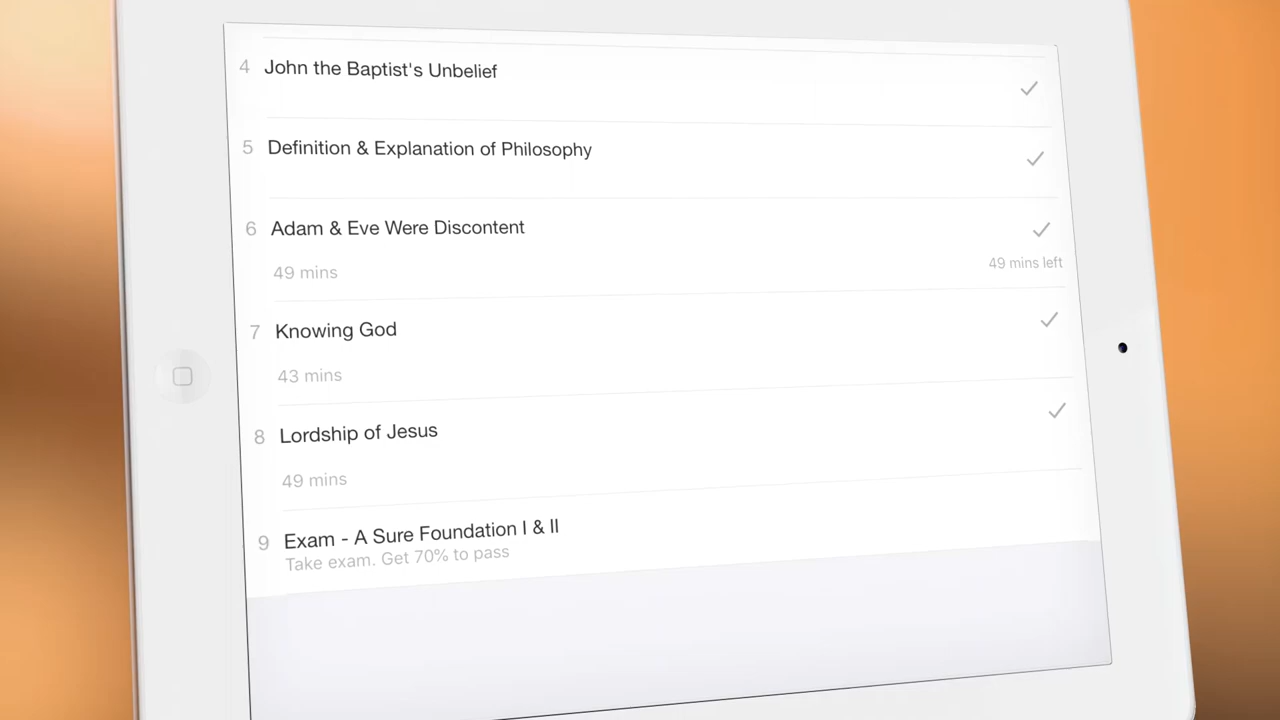 4 John the Baptist's Unbelief
5 Definition & Explanation of Philosophy
6 Adam & Eve Were Discontent
49 mins
49 mins left
7 Knowing God
43 mins
8 Lordship of Jesus
49 mins
9 Exam - A Sure Foundation I & II
Take exam. Get 70% to pass